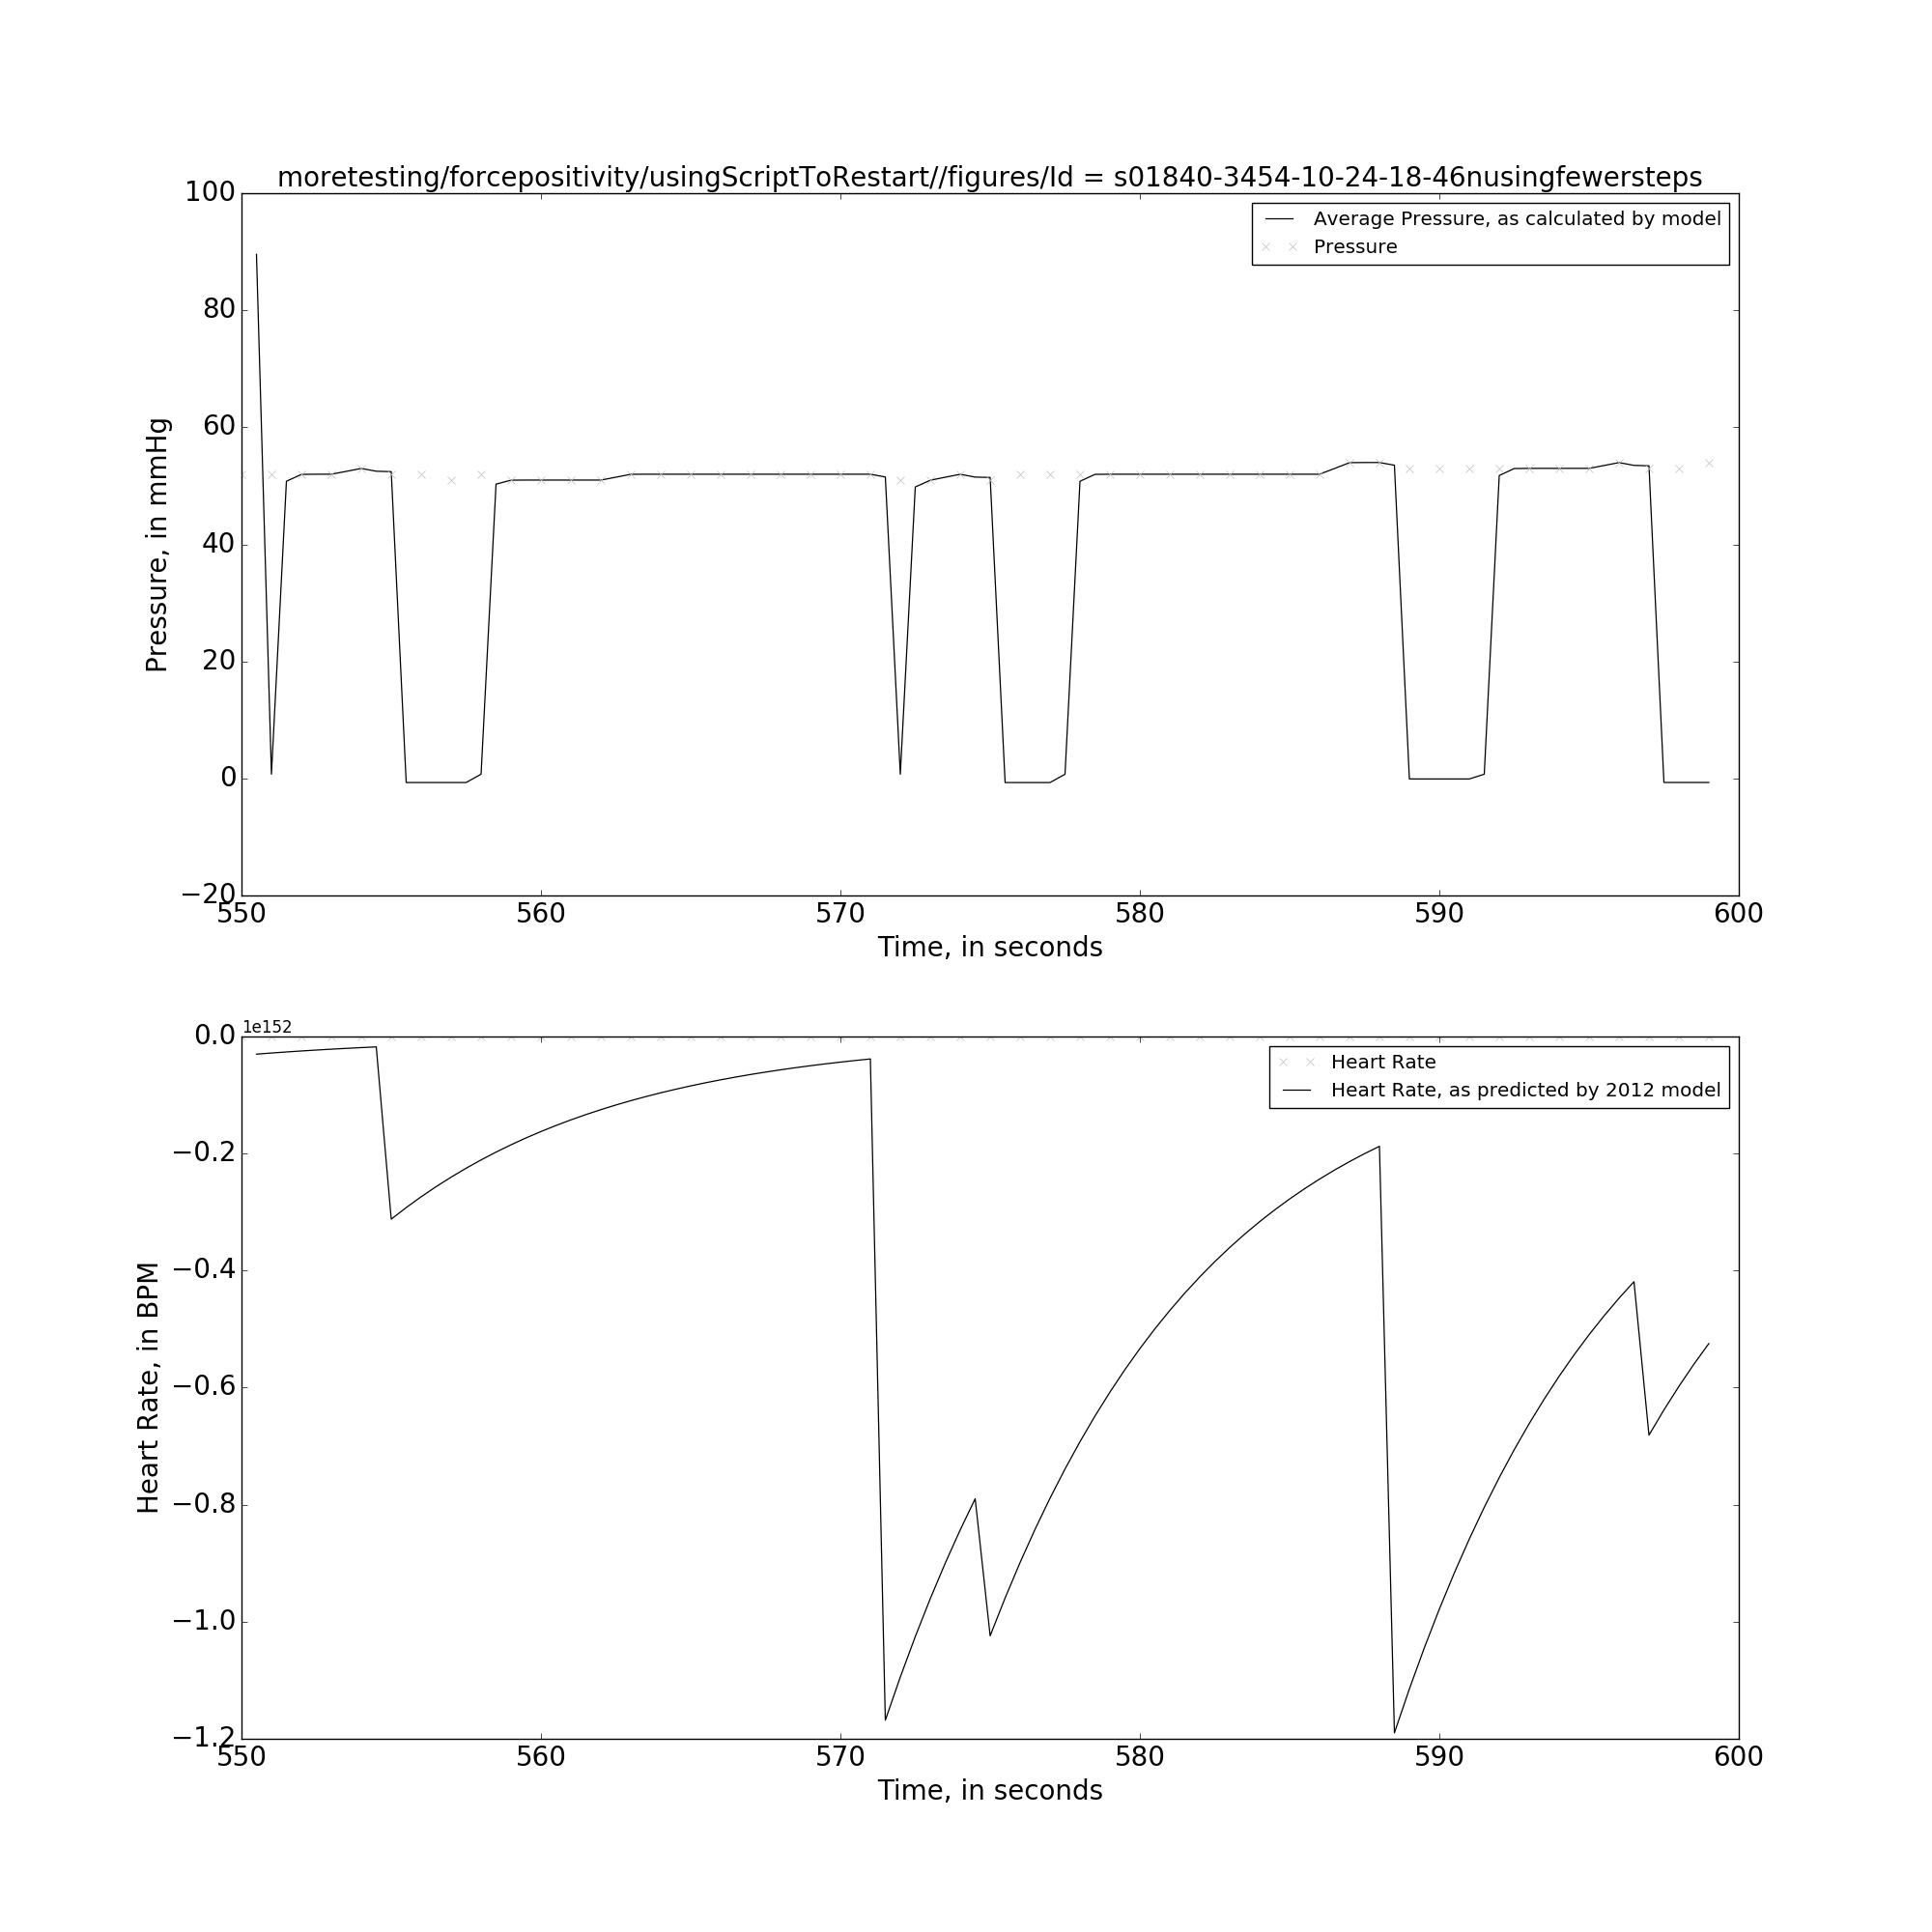 moretesting/forcepositivity/usingScriptToRestart//figures/Id = s01840-3454-10-24-18-46nusingfewersteps
100
80
60
40
20
0
−20
Pressure, in mmHg
Average Pressure, as calculated by model
Pressure
550 560 570 580 590 600
Time, in seconds
1e152
0.0
−0.2
−0.4
−0.6
−0.8
−1.0
−1.2
Heart Rate, in BPM
Heart Rate
Heart Rate, as predicted by 2012 model
550 560 570 580 590 600
Time, in seconds